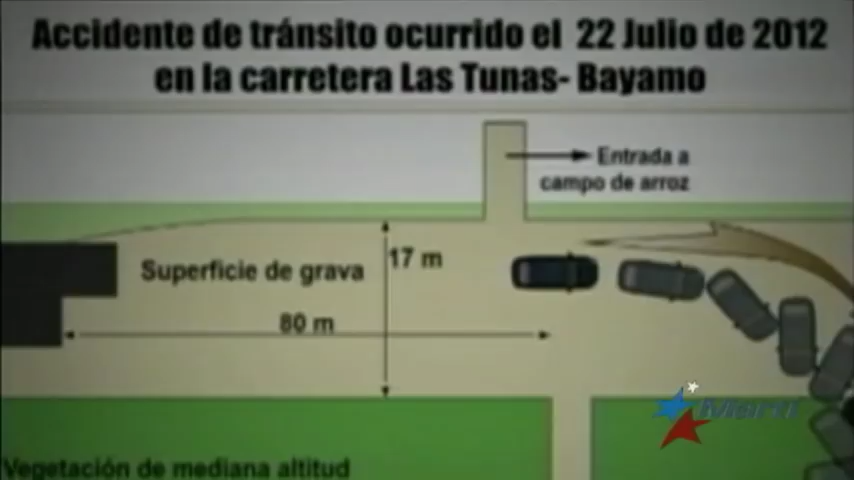 Accidente de tránsito ocurrido el 22 Julio de 2012
en la carretera Las Tunas- Bayamo
Entrada a
campo de arroz
Superficie de grava
17 m
80 m
Martí
Vegetación de mediana altitud